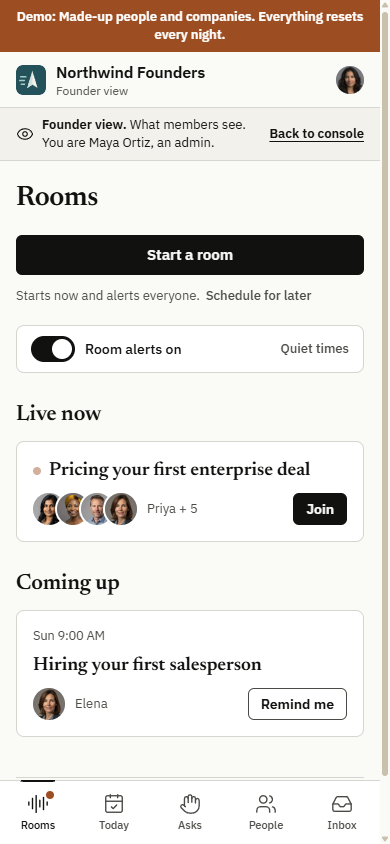 Demo: Made-up people and companies. Everything resets
every night.
Northwind Founders
Founder view
Founder view. What members see.
You are Maya Ortiz, an admin.
Back to console
Rooms
Start a room
Starts now and alerts everyone. Schedule for later
Room alerts on
Quiet times
Live now
Pricing your first enterprise deal
Priya + 5
Join
Coming up
Sun 9:00 AM
Hiring your first salesperson
Elena
Remind me
Rooms
Today
Asks
People
Inbox